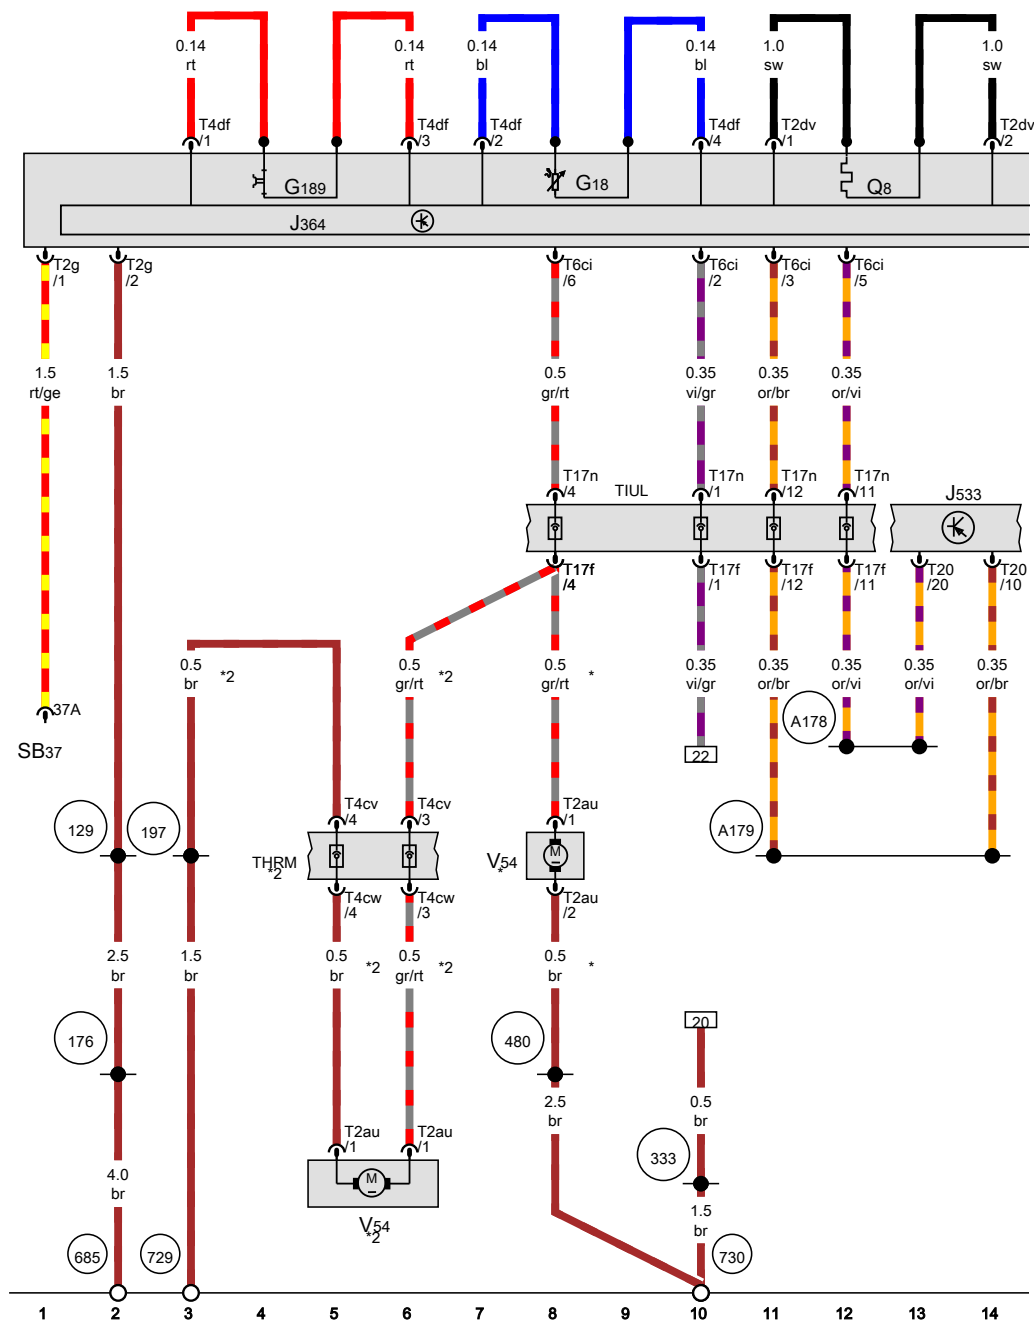 0.14 0.14 0.14 0.14 1.0 1.0
rt rt bl bl sw sw
T4df T4df T4df T4df T2dv T2dv
/1 /3 /2 /4 /1 /2
G189 G18 Q8
J364
T2g T2g T6ci T6ci T6ci T6ci
/1 /2 /6 /2 /3 /5
1.5 1.5 0.5 0.35 0.35 0.35
rt/ge br gr/rt vi/gr or/br or/vi
T17n TIUL T17n T17n T17n J533
/4 /1 /12 /11
T17f T17f T17f T17f T20 T20
/4 /1 /12 /11 /20 /10
0.5 *2 0.5 *2 0.5 * 0.35 0.35 0.35 0.35 0.35
br gr/rt gr/rt vi/gr or/br or/vi or/vi or/br
37A A178
SB37 22
T4cv T4cv T2au
/4 /3 /1
129 197 A179
THRM V54 M
*2 *
T4cw T4cw T2au
/4 /3 /2
2.5 1.5 0.5 *2 0.5 *2 0.5 *
br br br gr/rt br
20
176 480
2.5 0.5
br br
T2au T2au
/1 /1
333
4.0 M
br
V54 1.5
*2 br
685 729 730
1 2 3 4 5 6 7 8 9 10 11 12 13 14